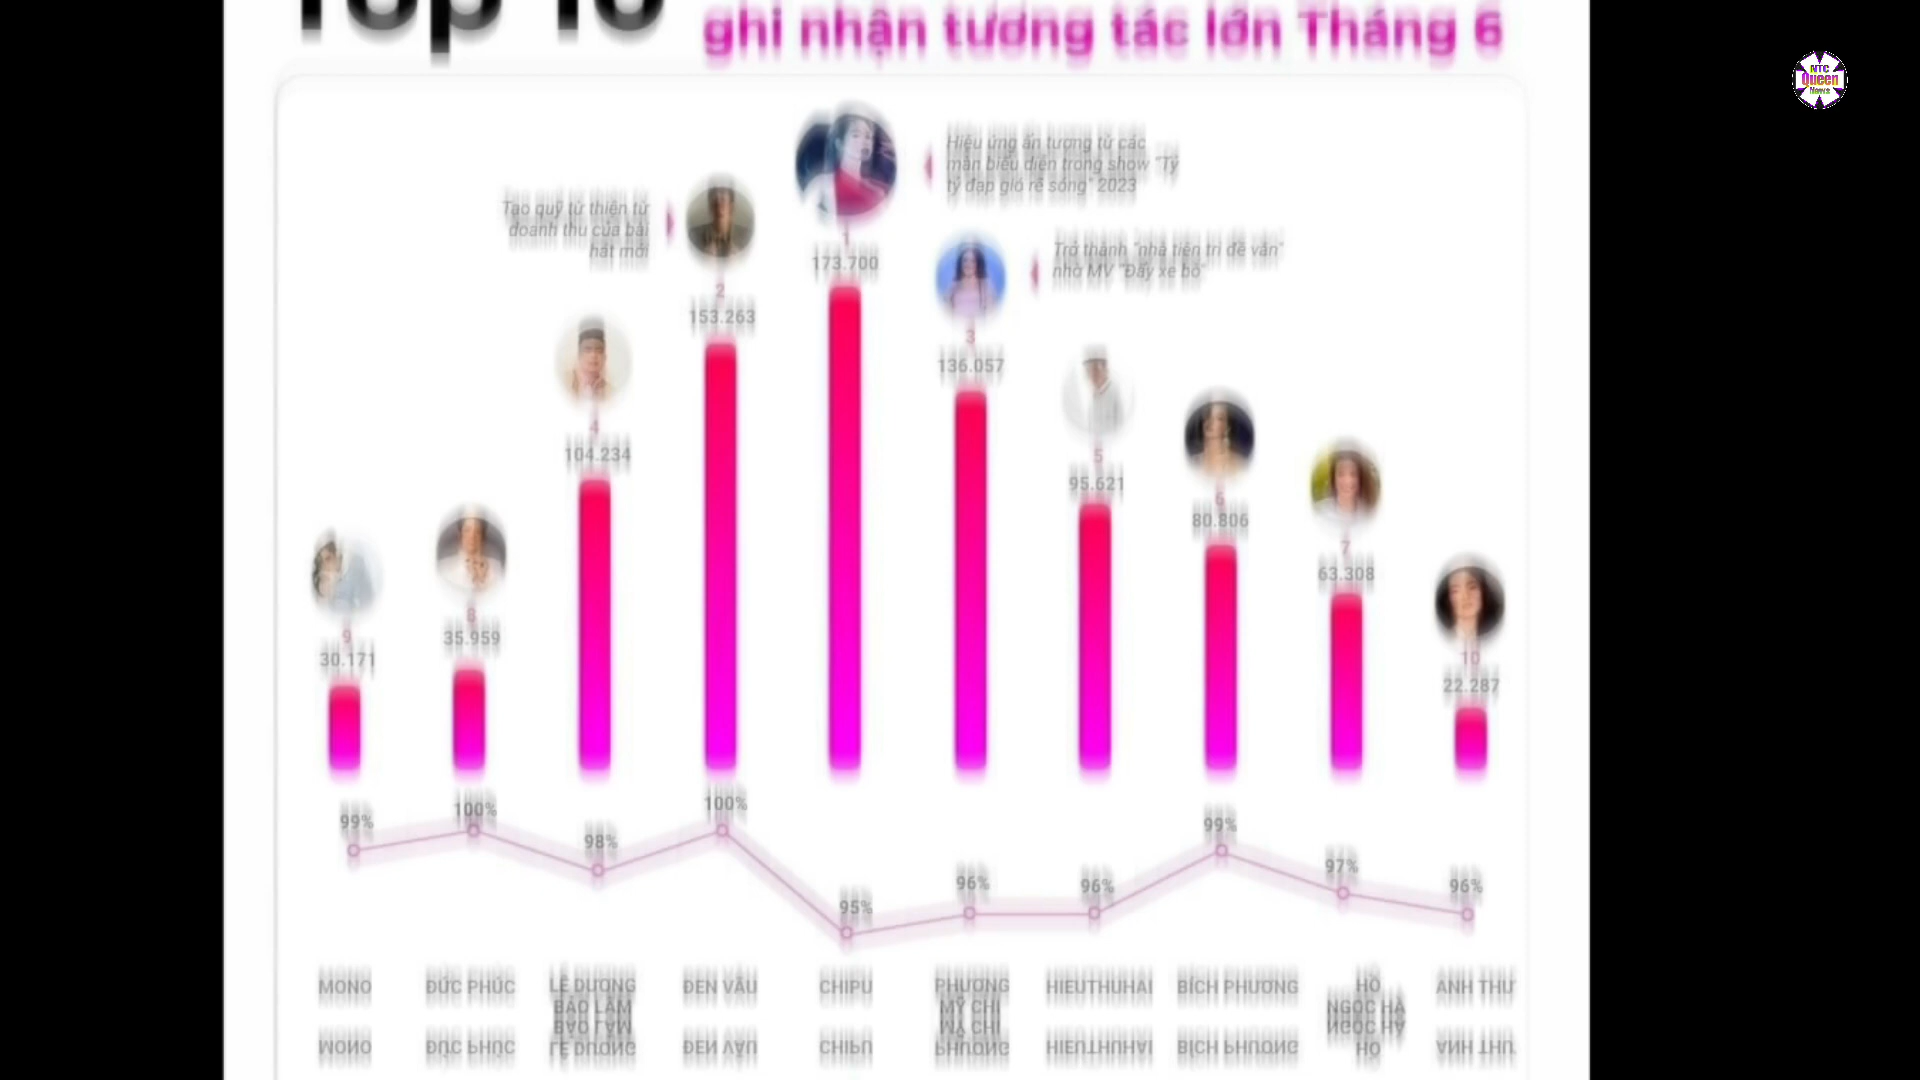 Top 10
ghi nhận tương tác lớn Tháng 6
NTC
Queen
News
Hiệu ứng ấn tượng từ các
màn biểu diễn trong show "Tỷ
tỷ đạp gió rẽ sóng" 2023
Tạo quỹ từ thiện từ
doanh thu của bài
hát mới
Trở thành "nhà tiên tri đề văn"
nhờ MV "Đẩy xe bò"
1
173.700
2
153.263
3
136.057
4
104.234
5
95.621
6
80.806
7
63.308
8
35.959
9
30.171
10
22.287
99%
100%
98%
100%
95%
96%
96%
99%
97%
96%
MONO
ĐỨC PHÚC
LÊ DƯƠNG
BẢO LÂM
ĐEN VÂU
CHIPU
PHƯƠNG
MỸ CHI
HIEUTHUHAI
BÍCH PHƯƠNG
HỒ
NGỌC HÀ
ANH THƯ